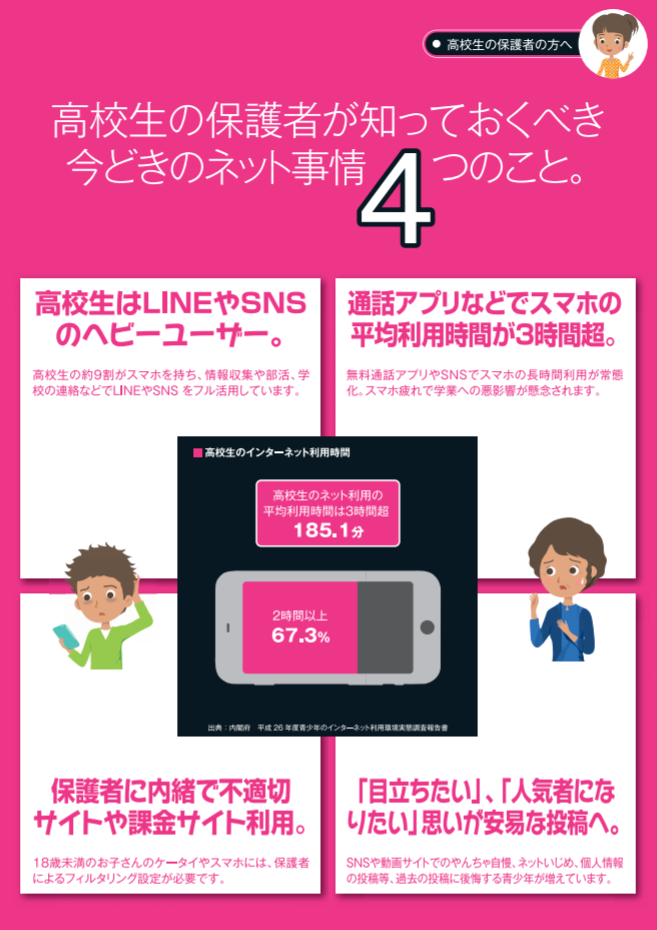 ● 高校生の保護者の方へ
高校生の保護者が知っておくべき
今どきのネット事情4つのこと。
高校生はLINEやSNS
のヘビーユーザー。
高校生の約9割がスマホを持ち、情報収集や部活、学
校の連絡などでLINEやSNS をフル活用しています。
通話アプリなどでスマホの
平均利用時間が3時間超。
無料通話アプリやSNSでスマホの長時間利用が常態
化。スマホ疲れで学業への悪影響が懸念されます。
■高校生のインターネット利用時間
高校生のネット利用の
平均利用時間は3時間超
185.1分
2時間以上
67.3%
出典：内閣府 平成26年度青少年のインターネット利用環境実態調査報告書
保護者に内緒で不適切
サイトや課金サイト利用。
18歳未満のお子さんのケータイやスマホには、保護者
によるフィルタリング設定が必要です。
「目立ちたい」、「人気者にな
りたい」思いが安易な投稿へ。
SNSや動画サイトでのやんちゃ自慢、ネットいじめ、個人情報
の投稿等、過去の投稿に後悔する青少年が増えています。